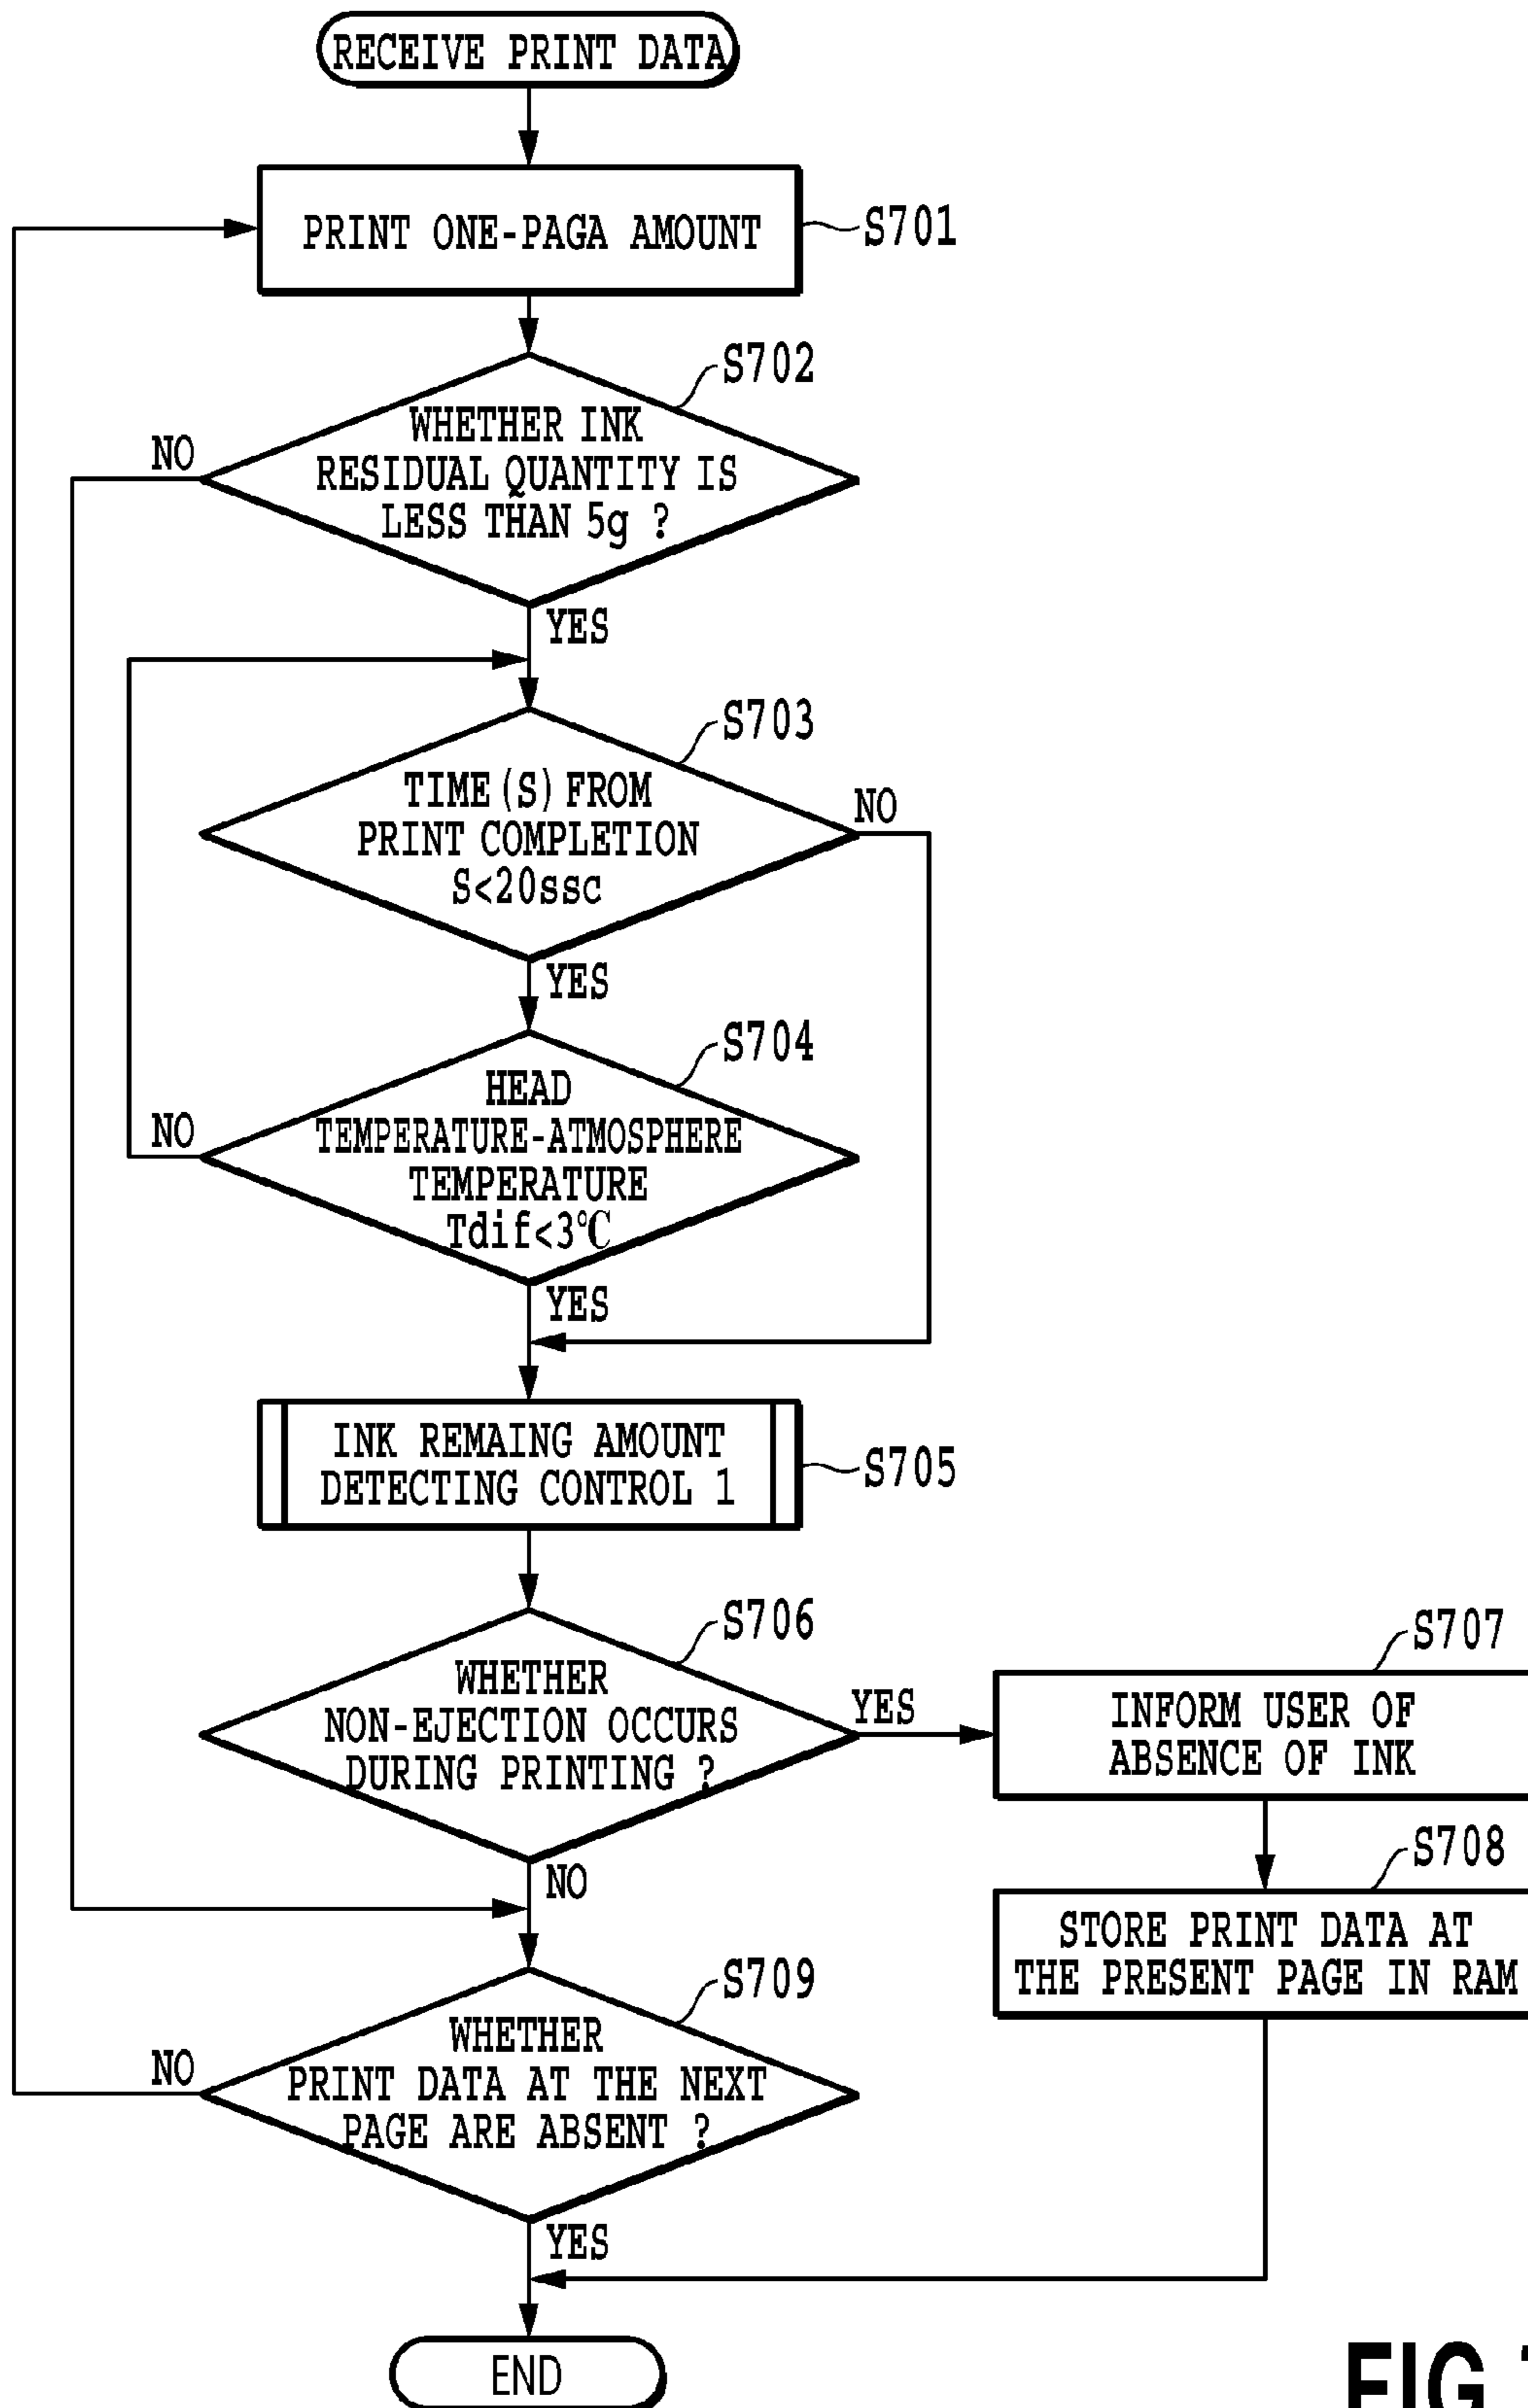 RECEIVE PRINT DATA
PRINT ONE-PAGA AMOUNT
S701
S702
WHETHER INK
RESIDUAL QUANTITY IS
LESS THAN 5g ?
NO
YES
S703
TIME(S) FROM
PRINT COMPLETION
S<20ssc
NO
YES
S704
HEAD
TEMPERATURE-ATMOSPHERE
TEMPERATURE
Tdif<3℃
NO
YES
INK REMAING AMOUNT
DETECTING CONTROL 1
S705
S706
WHETHER
NON-EJECTION OCCURS
DURING PRINTING ?
YES
NO
S707
INFORM USER OF
ABSENCE OF INK
S708
STORE PRINT DATA AT
THE PRESENT PAGE IN RAM
S709
WHETHER
PRINT DATA AT THE NEXT
PAGE ARE ABSENT ?
NO
YES
END
FIG